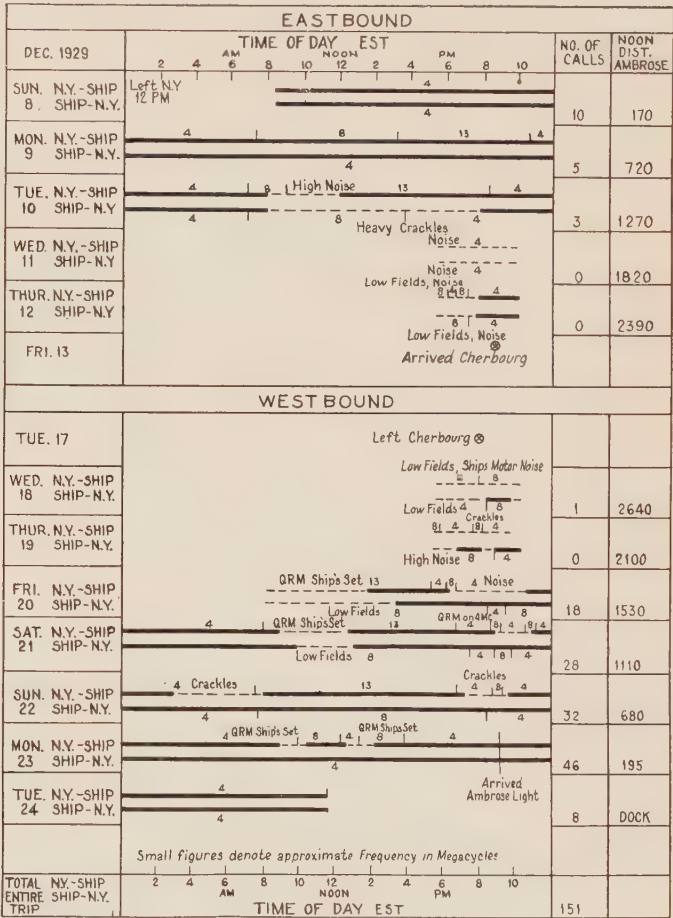 EASTBOUND
DEC. 1929
TIME OF DAY EST
NO. OF CALLS
NOON DIST. AMBROSE
AM NOON PM
2 4 6 8 10 12 2 4 6 8 10
SUN. N.Y.-SHIP
8 SHIP-N.Y.
Left N.Y
12 PM
4
4
10 170
MON. N.Y.-SHIP
9 SHIP-N.Y.
4 8 13 4
4
5 720
TUE. N.Y.-SHIP
10 SHIP-N.Y
4 8 High Noise 13 4
4 8 4
Heavy Crackles
3 1270
WED. N.Y.-SHIP
11 SHIP-N.Y
Noise 4
Noise 4
0 1820
THUR. N.Y.-SHIP
12 SHIP-N.Y
Low Fields, Noise
8 4 8 4
8 4
Low Fields, Noise
0 2390
FRI. 13
Arrived Cherbourg
WESTBOUND
TUE. 17
Left Cherbourg
WED. N.Y.-SHIP
18 SHIP-N.Y.
Low Fields, Ships Motor Noise
8
Low Fields 4 8
1 2640
THUR. N.Y.-SHIP
19 SHIP-N.Y.
Crackles
8 4 8 4
High Noise 8 4
0 2100
FRI. N.Y.-SHIP
20 SHIP-N.Y.
QRM Ship's Set 13 4 8 4 Noise
Low Fields 8 4 8
18 1530
SAT. N.Y.-SHIP
21 SHIP-N.Y.
QRM on 4Mc
4 QRM Ship's Set 13 4 8 4 8 4
Low Fields 8 4 8 4
28 1110
SUN. N.Y.-SHIP
22 SHIP-N.Y.
Crackles
4 Crackles 13 4 8 4
4 8 4
32 680
MON. N.Y.-SHIP
23 SHIP-N.Y.
4 QRM Ship's Set 8 4 QRM Ships Set 8 4
4
Arrived
Ambrose Light
46 195
TUE. N.Y.-SHIP
24 SHIP-N.Y.
4
4
8 DOCK
Small figures denote approximate Frequency in Megacycles
TOTAL N.Y.-SHIP
ENTIRE SHIP-N.Y.
TRIP
2 4 6 8 10 12 2 4 6 8 10
AM NOON PM
TIME OF DAY EST
151